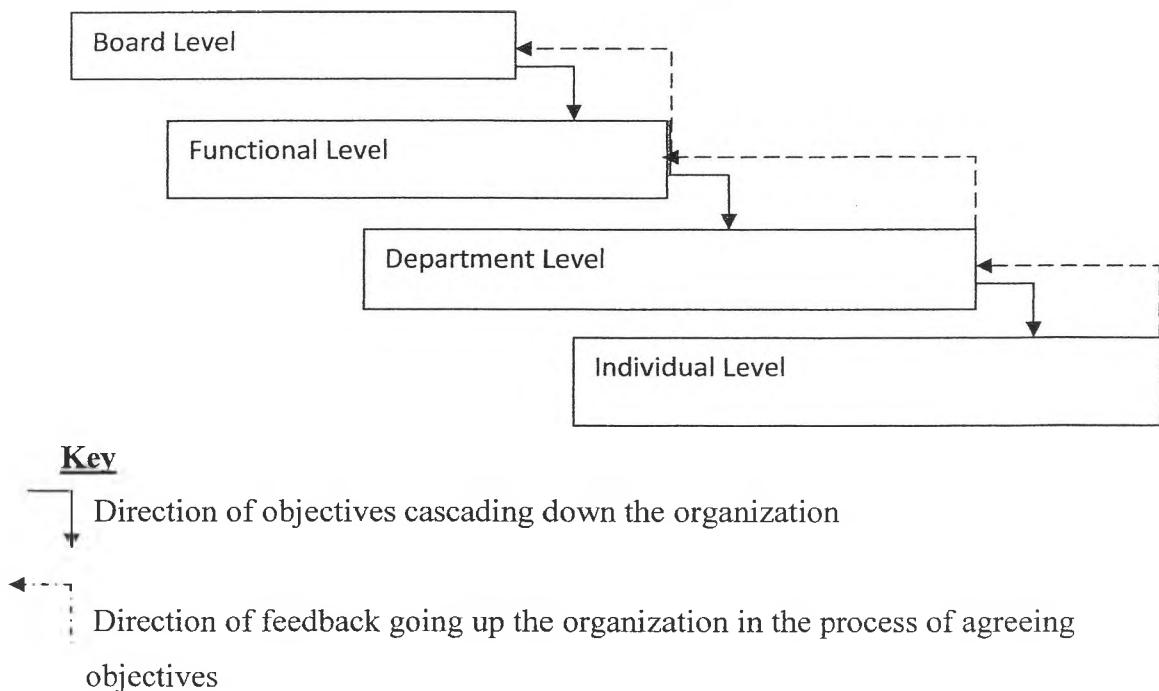 Board Level
Functional Level
Department Level
Individual Level
Key
Direction of objectives cascading down the organization
Direction of feedback going up the organization in the process of agreeing
objectives